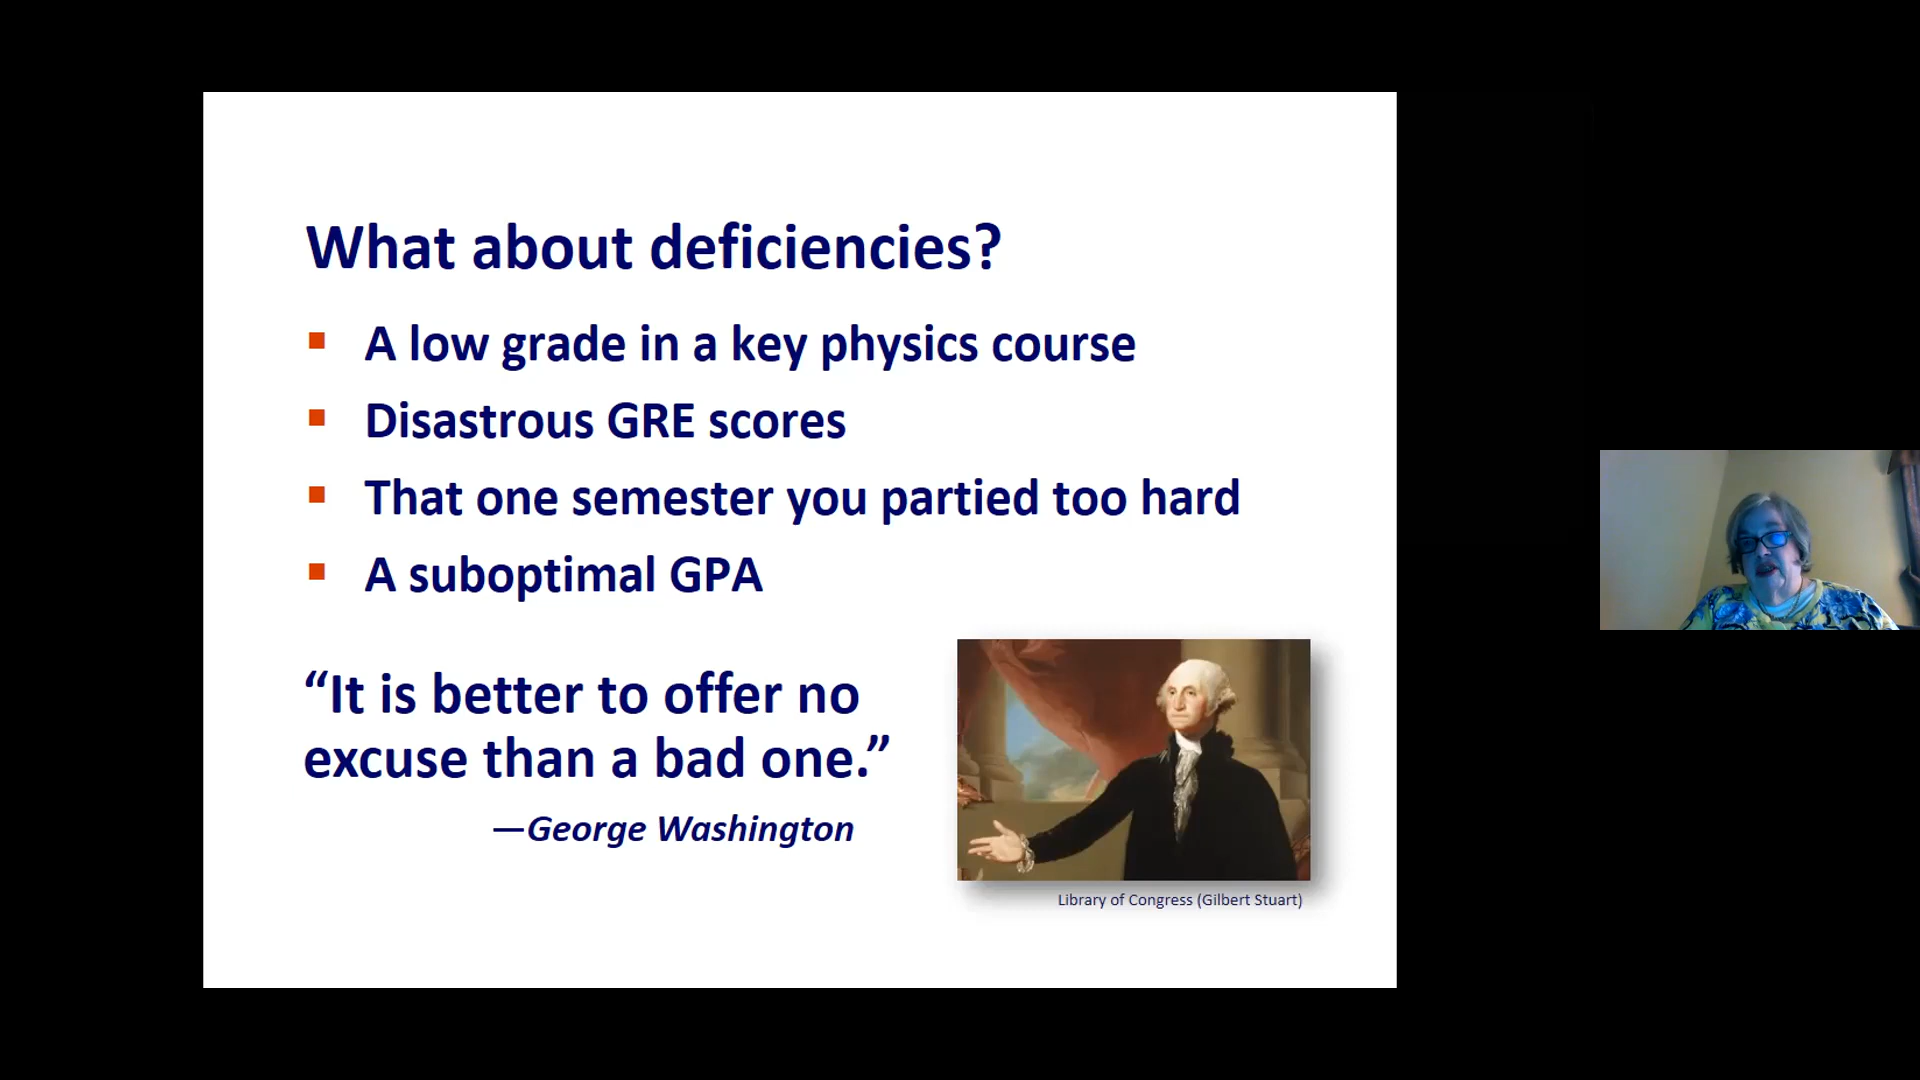 What about deficiencies?
A low grade in a key physics course
Disastrous GRE scores
That one semester you partied too hard
A suboptimal GPA
“It is better to offer no
excuse than a bad one.”
—George Washington
Library of Congress (Gilbert Stuart)